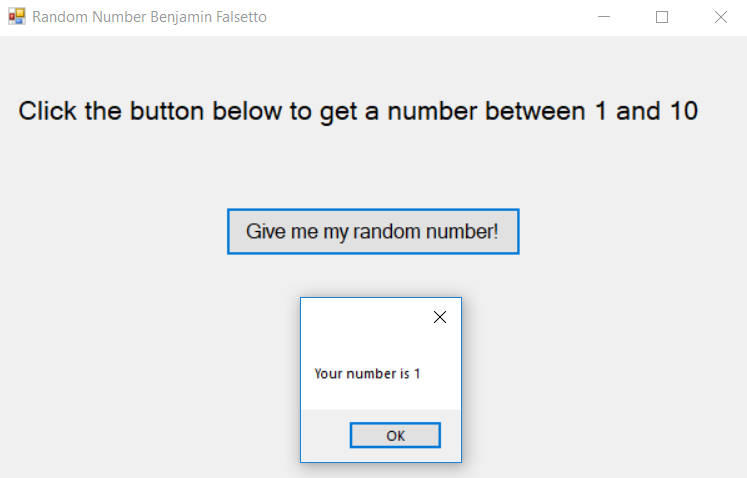 Random Number Benjamin Falsetto
Click the button below to get a number between 1 and 10
Give me my random number!
Your number is 1
OK